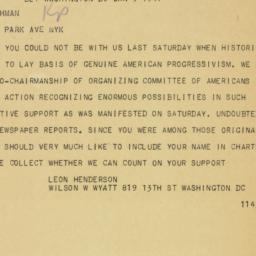 HMAN Kp
PARK AVE NYK
YOU COULD NOT BE WITH US LAST SATURDAY WHEN HISTORI
TO LAY BASIS OF GENUINE AMERICAN PROGRESSIVISM. WE
O-CHAIRMANSHIP OF ORGANIZING COMMITTEE OF AMERICANS
ACTION RECOGNIZING ENORMOUS POSSIBILITIES IN SUCH
TIVE SUPPORT AS WAS MANIFESTED ON SATURDAY. UNDOUBTE
EWSPAPER REPORTS. SINCE YOU WERE AMONG THOSE ORIGINA
SHOULD VERY MUCH LIKE TO INCLUDE YOUR NAME IN CHART
E COLLECT WHETHER WE CAN COUNT ON YOUR SUPPORT
LEON HENDERSON
WILSON W WYATT 819 13TH ST WASHINGTON DC
114